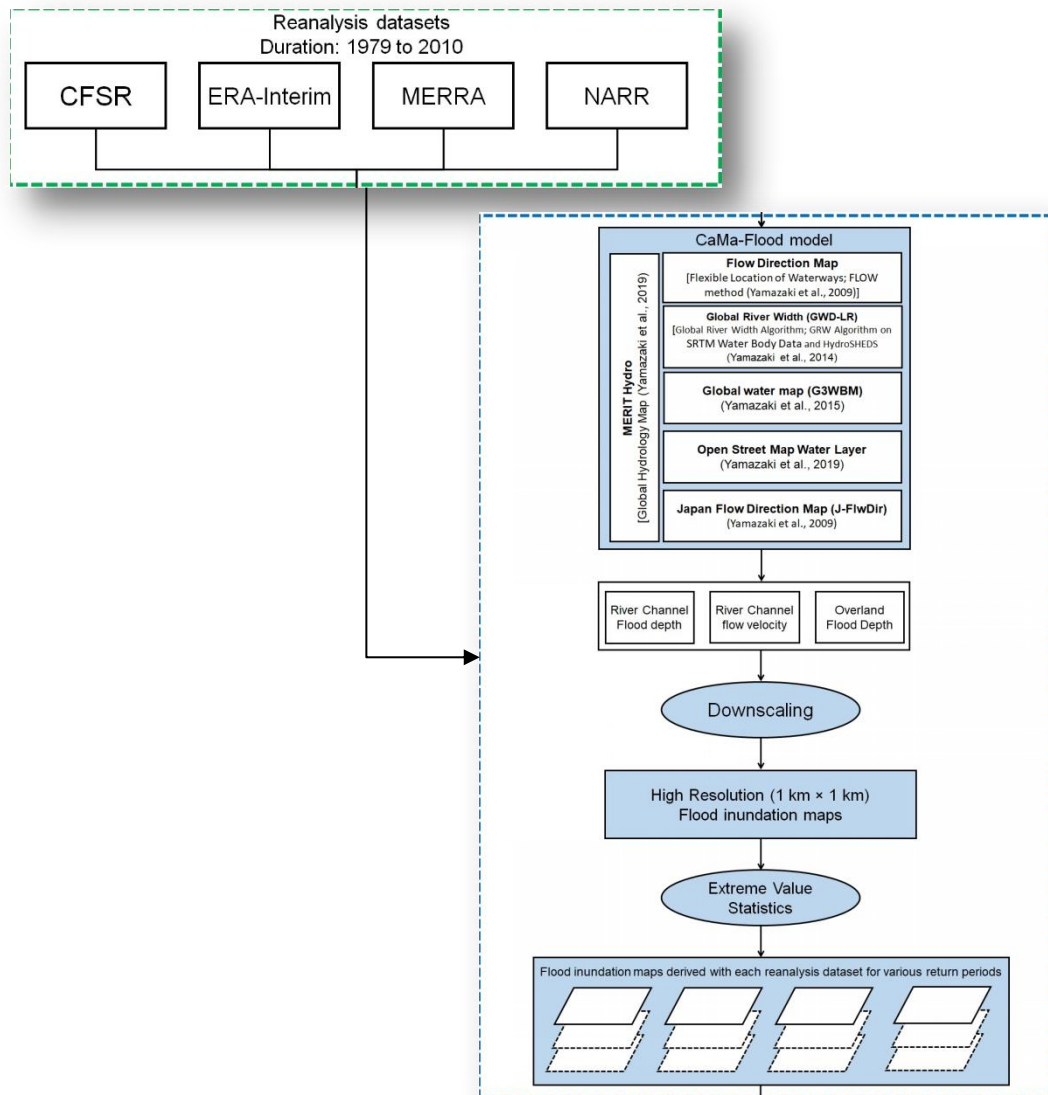 Reanalysis datasets
Duration: 1979 to 2010
CFSR
ERA-Interim
MERRA
NARR
CaMa-Flood model
MERIT Hydro
[Global Hydrology Map (Yamazaki et al., 2019)
Flow Direction Map
[Flexible Location of Waterways; FLOW
method (Yamazaki et al., 2009)]
Global River Width (GWD-LR)
[Global River Width Algorithm; GRW Algorithm on
SRTM Water Body Data and HydroSHEDS
(Yamazaki et al., 2014)
Global water map (G3WBM)
(Yamazaki et al., 2015)
Open Street Map Water Layer
(Yamazaki et al., 2019)
Japan Flow Direction Map (J-FlwDir)
(Yamazaki et al., 2009)
River Channel
Flood depth
River Channel
flow velocity
Overland
Flood Depth
Downscaling
High Resolution (1 km × 1 km)
Flood inundation maps
Extreme Value
Statistics
Flood inundation maps derived with each reanalysis dataset for various return periods